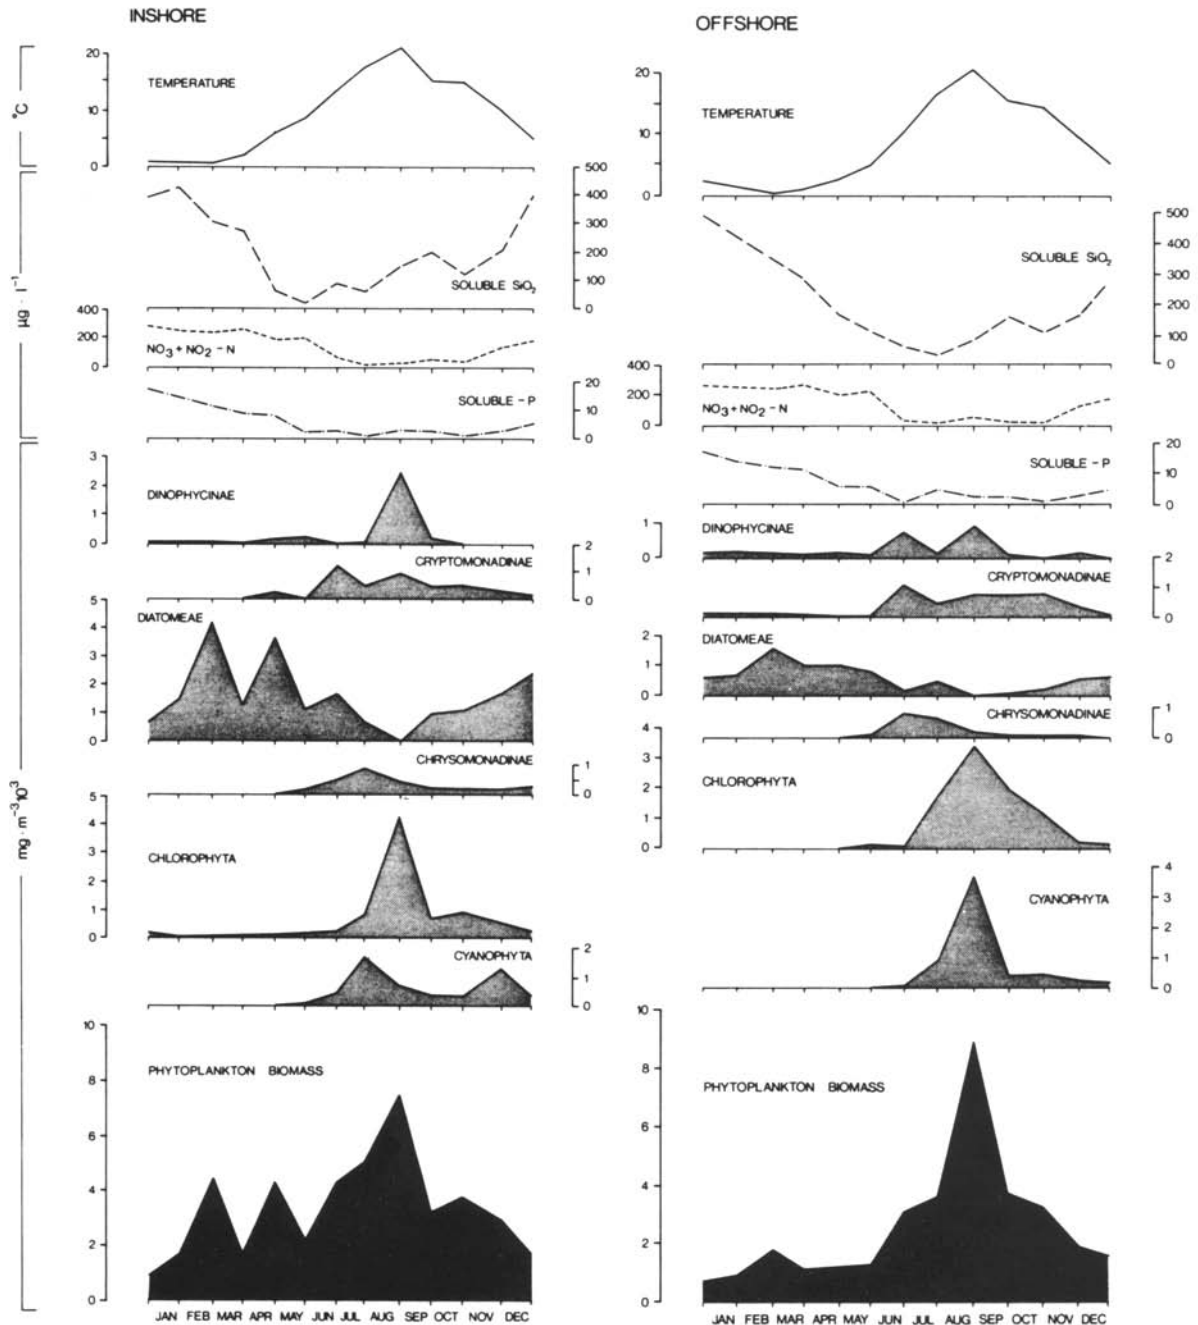 INSHORE
°C
20
10
0
TEMPERATURE
µg · l⁻¹
500
400
300
200
100
0
SOLUBLE SiO₂
400
200
0
NO₃ + NO₂ – N
20
10
0
SOLUBLE – P
mg · m⁻³10³
3
2
1
0
DINOPHYCINAE
2
1
0
CRYPTOMONADINAE
5
4
3
2
1
0
DIATOMEAE
CHRYSOMONADINAE
1
0
5
4
3
2
1
0
CHLOROPHYTA
2
1
0
CYANOPHYTA
10
8
6
4
2
0
PHYTOPLANKTON BIOMASS
JAN FEB MAR APR MAY JUN JUL AUG SEP OCT NOV DEC
OFFSHORE
20
10
0
TEMPERATURE
500
400
300
200
100
0
SOLUBLE SiO₂
400
200
0
NO₃ + NO₂ – N
20
10
0
SOLUBLE – P
1
0
DINOPHYCINAE
2
1
0
CRYPTOMONADINAE
2
1
0
DIATOMEAE
CHRYSOMONADINAE
1
0
4
3
2
1
0
CHLOROPHYTA
4
3
2
1
0
CYANOPHYTA
10
8
6
4
2
0
PHYTOPLANKTON BIOMASS
JAN FEB MAR APR MAY JUN JUL AUG SEP OCT NOV DEC